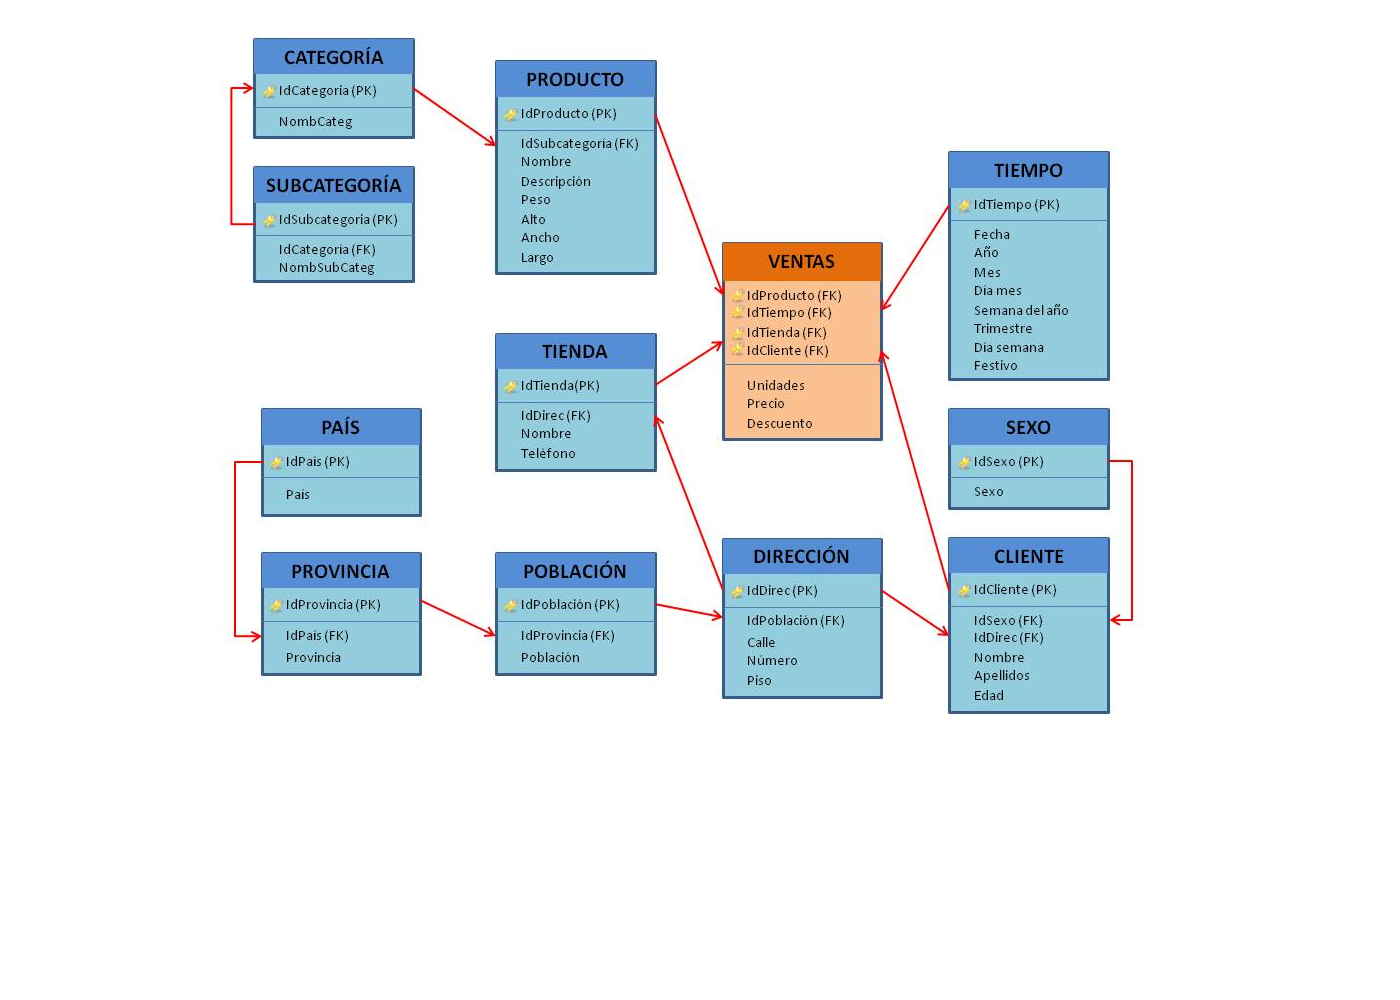 CATEGORÍA
IdCategoria (PK)
NombCateg
SUBCATEGORÍA
IdSubcategoria (PK)
IdCategoria (FK)
NombSubCateg
PRODUCTO
IdProducto (PK)
IdSubcategoria (FK)
Nombre
Descripción
Peso
Alto
Ancho
Largo
VENTAS
IdProducto (FK)
IdTiempo (FK)
IdTienda (FK)
IdCliente (FK)
Unidades
Precio
Descuento
TIEMPO
IdTiempo (PK)
Fecha
Año
Mes
Día mes
Semana del año
Trimestre
Día semana
Festivo
TIENDA
IdTienda(PK)
IdDirec (FK)
Nombre
Teléfono
PAÍS
IdPais (PK)
País
SEXO
IdSexo (PK)
Sexo
PROVINCIA
IdProvincia (PK)
IdPais (FK)
Provincia
POBLACIÓN
IdPoblación (PK)
IdProvincia (FK)
Población
DIRECCIÓN
IdDirec (PK)
IdPoblación (FK)
Calle
Número
Piso
CLIENTE
IdCliente (PK)
IdSexo (FK)
IdDirec (FK)
Nombre
Apellidos
Edad